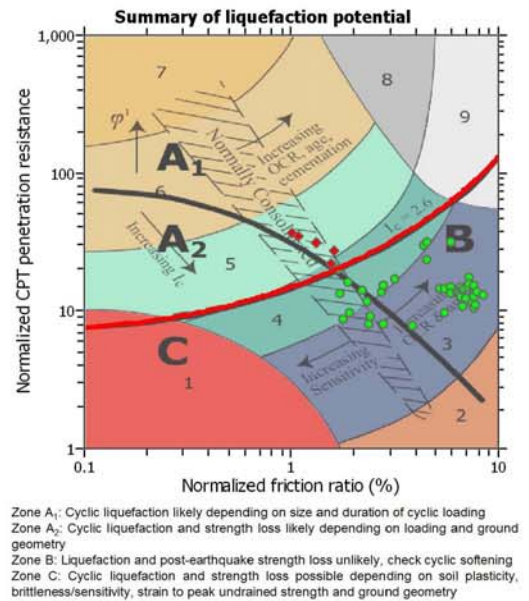 Summary of liquefaction potential
1,000
100
10
1
Normalized CPT penetration resistance
7
8
9
φ'
A1
Normally Consolidated
Increasing
OCR, age,
cementation
6
A2
Increasing Ic
5
Ic = 2.6
B
4
Increasing
OCR & age
3
C
1
Increasing
Sensitivity
2
0.1
1
10
Normalized friction ratio (%)
Zone A1: Cyclic liquefaction likely depending on size and duration of cyclic loading
Zone A2: Cyclic liquefaction and strength loss likely depending on loading and ground
geometry
Zone B: Liquefaction and post-earthquake strength loss unlikely, check cyclic softening
Zone C: Cyclic liquefaction and strength loss possible depending on soil plasticity,
brittleness/sensitivity, strain to peak undrained strength and ground geometry